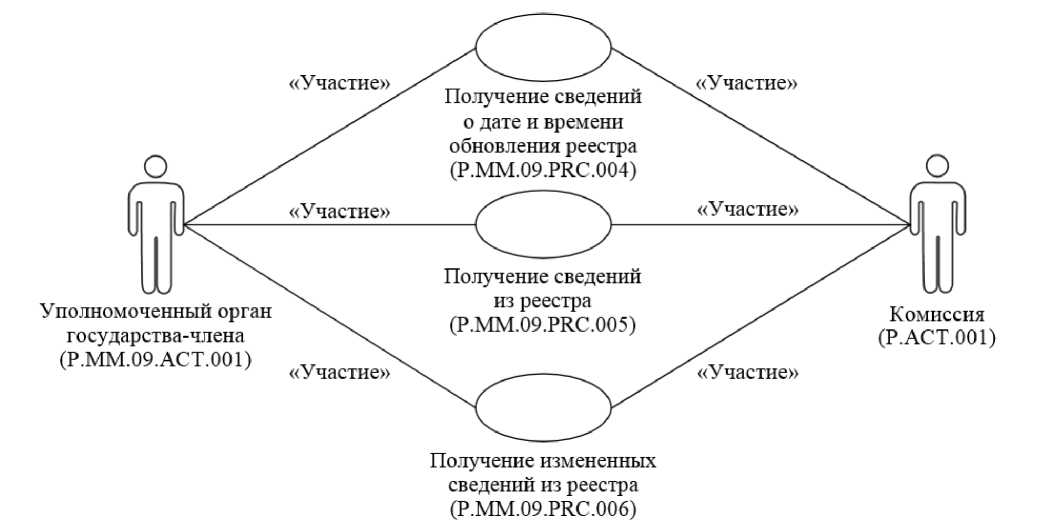 «Участие»
«Участие»
Получение сведений
о дате и времени
обновления реестра
(P.MM.09.PRC.004)
«Участие»
«Участие»
Получение сведений
из реестра
(P.MM.09.PRC.005)
Уполномоченный орган
государства-члена
(P.MM.09.ACT.001)
Комиссия
(P.ACT.001)
«Участие»
«Участие»
Получение измененных
сведений из реестра
(P.MM.09.PRC.006)